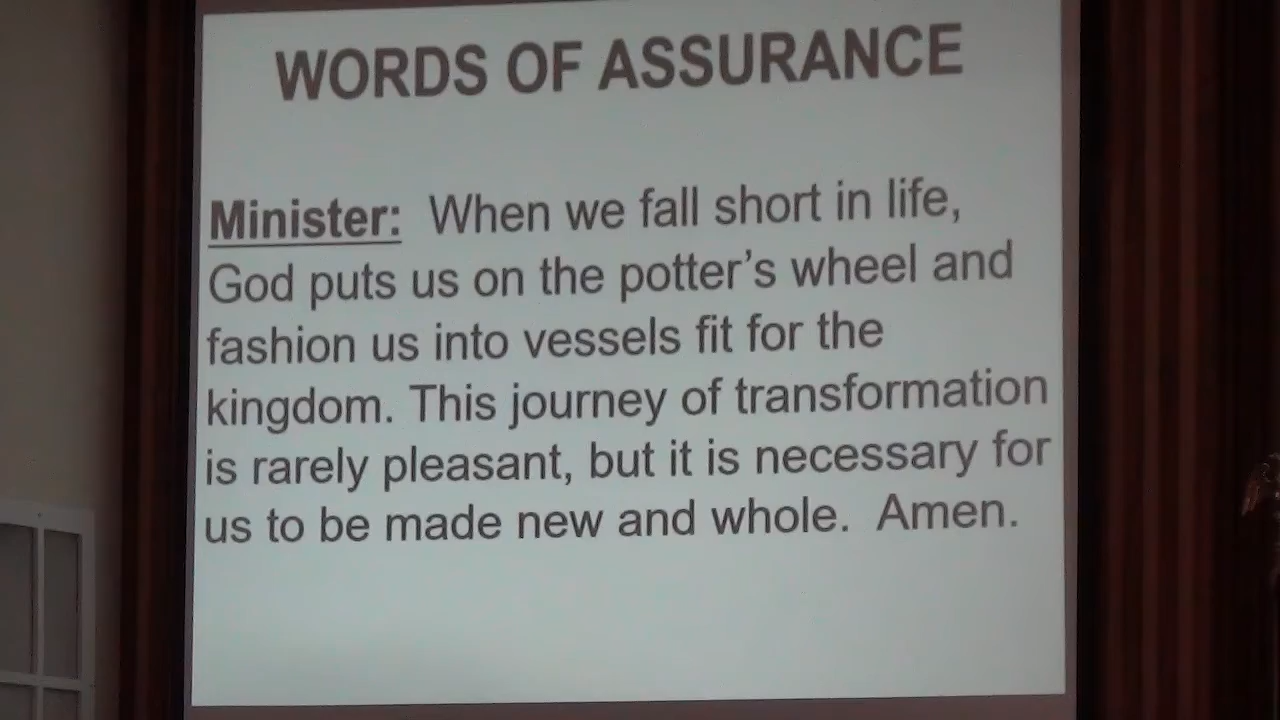 WORDS OF ASSURANCE
Minister: When we fall short in life,
God puts us on the potter’s wheel and
fashion us into vessels fit for the
kingdom. This journey of transformation
is rarely pleasant, but it is necessary for
us to be made new and whole. Amen.